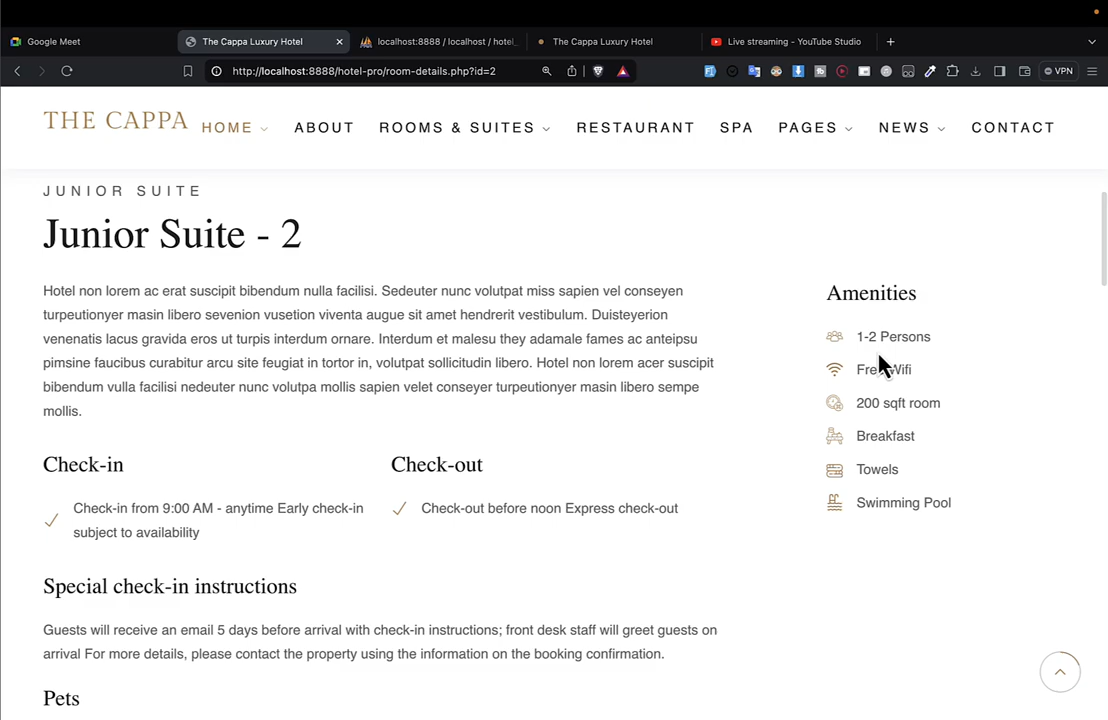 Google Meet
The Cappa Luxury Hotel
localhost:8888 / localhost / hotel_
The Cappa Luxury Hotel
Live streaming - YouTube Studio
http://localhost:8888/hotel-pro/room-details.php?id=2
VPN
THE CAPPA
HOME
ABOUT
ROOMS & SUITES
RESTAURANT
SPA
PAGES
NEWS
CONTACT
JUNIOR SUITE
Junior Suite - 2
Hotel non lorem ac erat suscipit bibendum nulla facilisi. Sedeuter nunc volutpat miss sapien vel conseyen
turpeutionyer masin libero sevenion vusetion viventa augue sit amet hendrerit vestibulum. Duisteyerion
venenatis lacus gravida eros ut turpis interdum ornare. Interdum et malesu they adamale fames ac anteipsu
pimsine faucibus curabitur arcu site feugiat in tortor in, volutpat sollicitudin libero. Hotel non lorem acer suscipit
bibendum vulla facilisi nedeuter nunc volutpa mollis sapien velet conseyer turpeutionyer masin libero sempe
mollis.
Check-in
Check-in from 9:00 AM - anytime Early check-in
subject to availability
Check-out
Check-out before noon Express check-out
Special check-in instructions
Guests will receive an email 5 days before arrival with check-in instructions; front desk staff will greet guests on
arrival For more details, please contact the property using the information on the booking confirmation.
Pets
Amenities
1-2 Persons
Free Wifi
200 sqft room
Breakfast
Towels
Swimming Pool